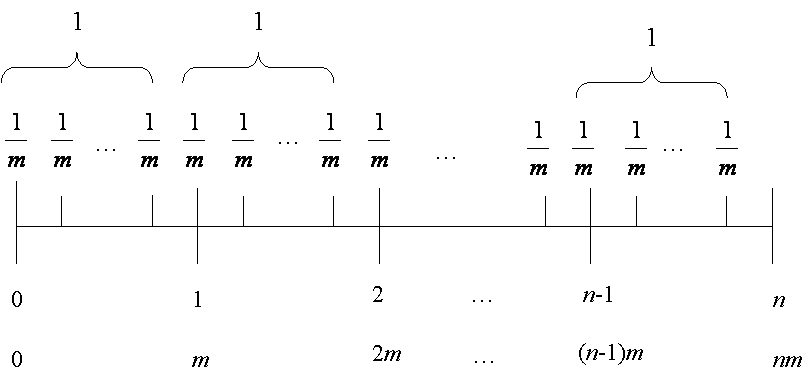 1 1 1
1/m 1/m ... 1/m 1/m 1/m ... 1/m 1/m ... 1/m 1/m 1/m ... 1/m
0 1 2 ... n-1 n
0 m 2m ... (n-1)m nm